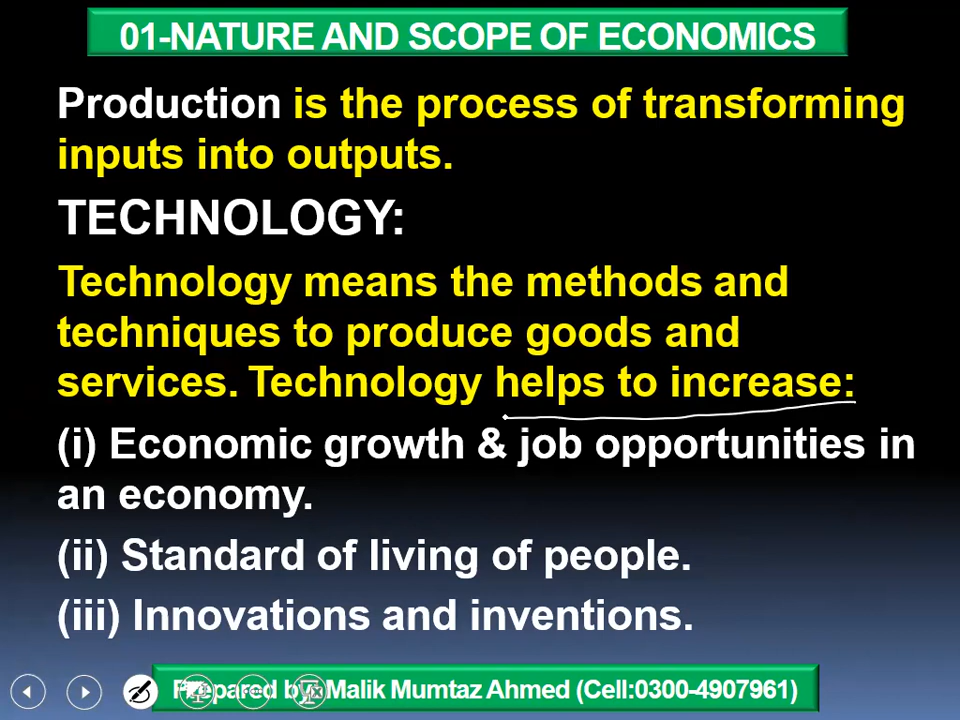 01-NATURE AND SCOPE OF ECONOMICS
Production is the process of transforming
inputs into outputs.
TECHNOLOGY:
Technology means the methods and
techniques to produce goods and
services. Technology helps to increase:
(i) Economic growth & job opportunities in
an economy.
(ii) Standard of living of people.
(iii) Innovations and inventions.
Prepared by: Malik Mumtaz Ahmed (Cell:0300-4907961)